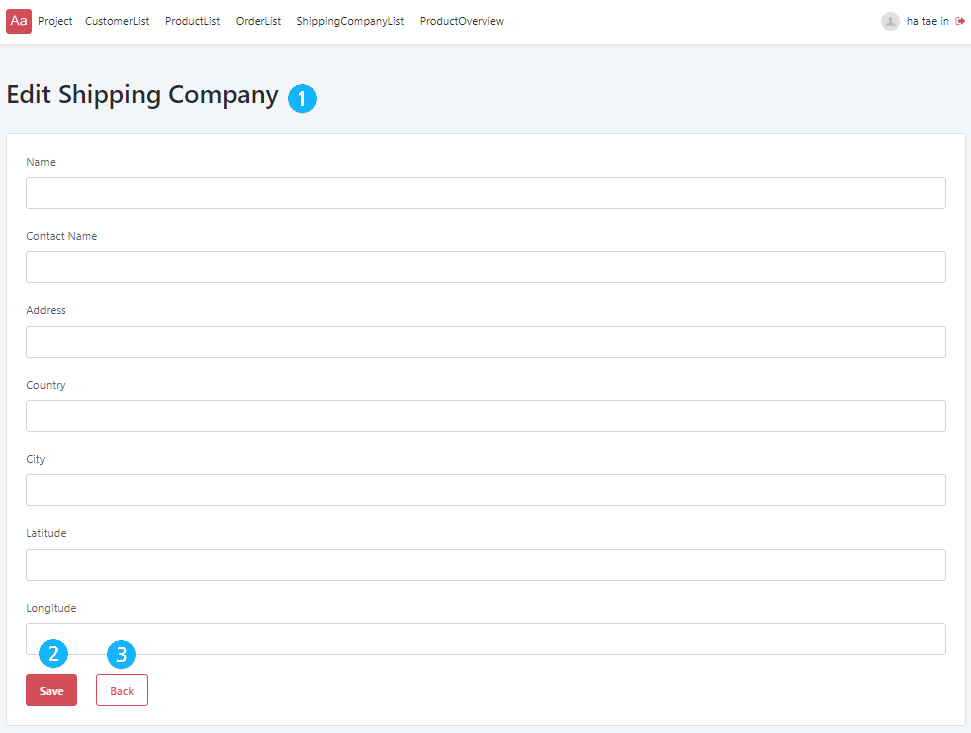 Aa Project CustomerList ProductList OrderList ShippingCompanyList ProductOverview ha tae in
Edit Shipping Company 1
Name
Contact Name
Address
Country
City
Latitude
Longitude
2 3
Save Back